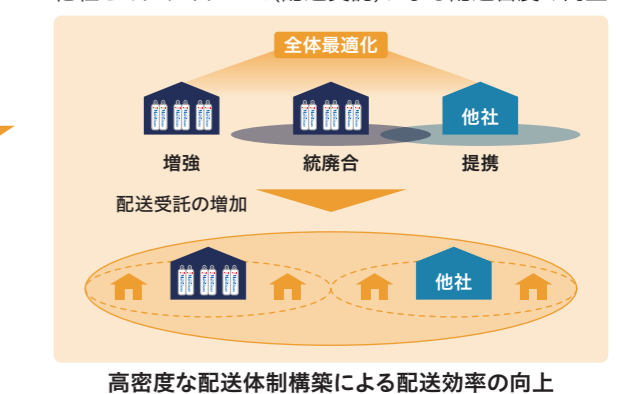 全体最適化
他社
増強
統廃合
提携
配送受託の増加
他社
高密度な配送体制構築による配送効率の向上